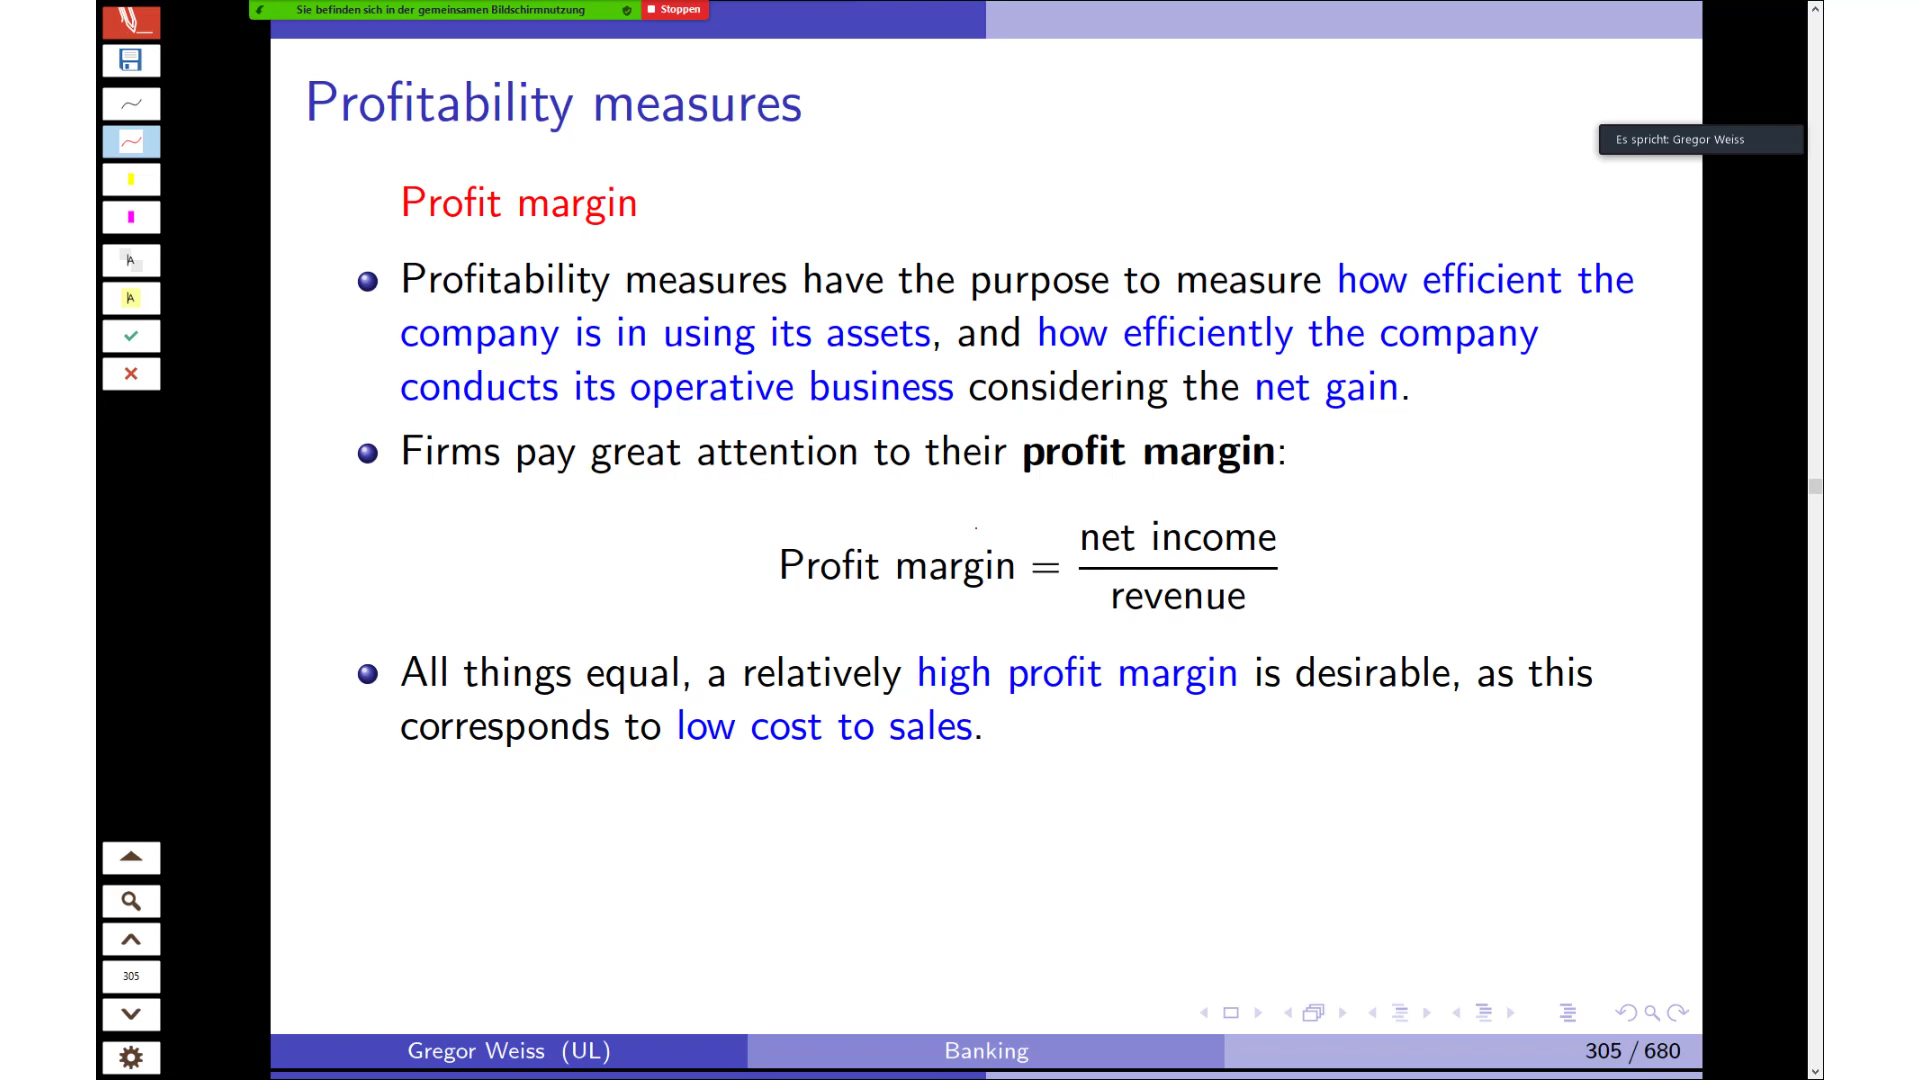 Sie befinden sich in der gemeinsamen Bildschirmnutzung
Stoppen
Profitability measures
Es spricht: Gregor Weiss
Profit margin
Profitability measures have the purpose to measure how efficient the
company is in using its assets, and how efficiently the company
conducts its operative business considering the net gain.
Firms pay great attention to their profit margin:
Profit margin = net income
revenue
All things equal, a relatively high profit margin is desirable, as this
corresponds to low cost to sales.
A
A
305
Gregor Weiss (UL)
Banking
305 / 680